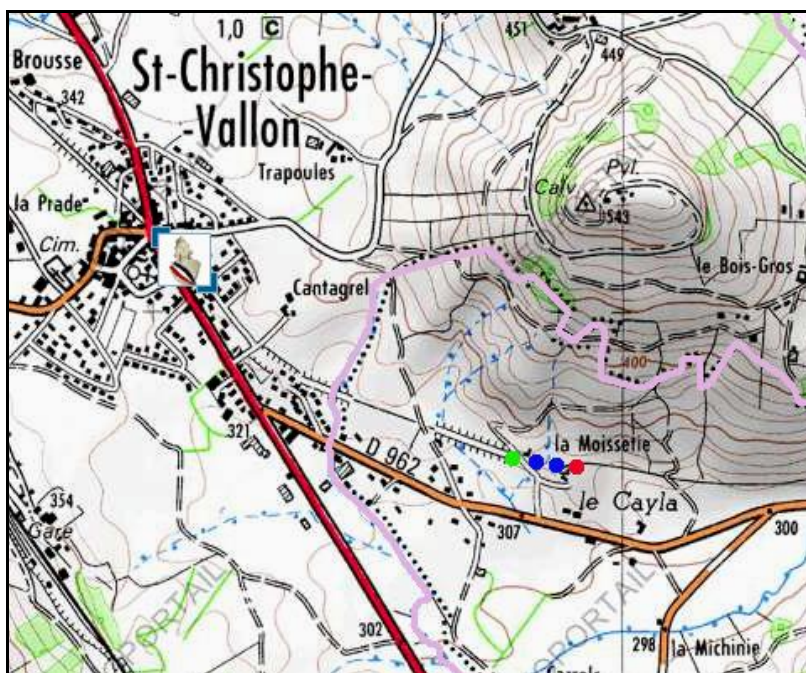 1,0 C
451
449
Brousse
St-Christophe-
-Vallon
342
Trapoules
Calv.
Pyl.
543
la Prade
Cim.
le Bois-Gros
Cantagrel
400
321
D 962
la Moissetie
le Cayla
354
Gare
307
300
302
298
la Michinie
OPORTAIL